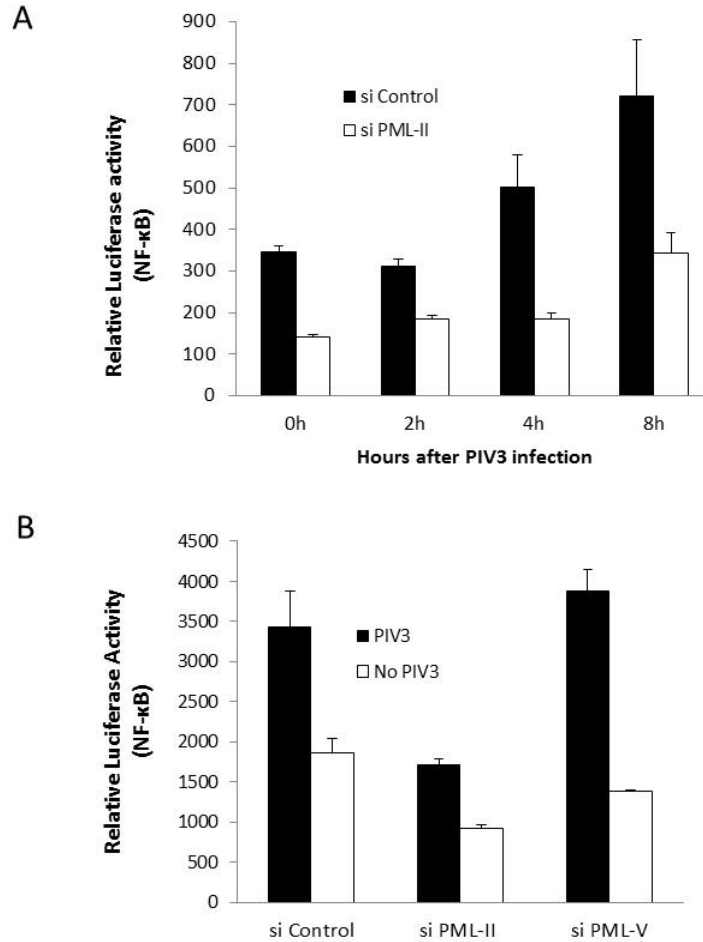 A
Relative Luciferase activity
(NF-κB)
900
800
700
600
500
400
300
200
100
0
si Control
si PML-II
0h
2h
4h
8h
Hours after PIV3 infection
B
Relative Luciferase Activity
(NF-κB)
4500
4000
3500
3000
2500
2000
1500
1000
500
0
PIV3
No PIV3
si Control
si PML-II
si PML-V